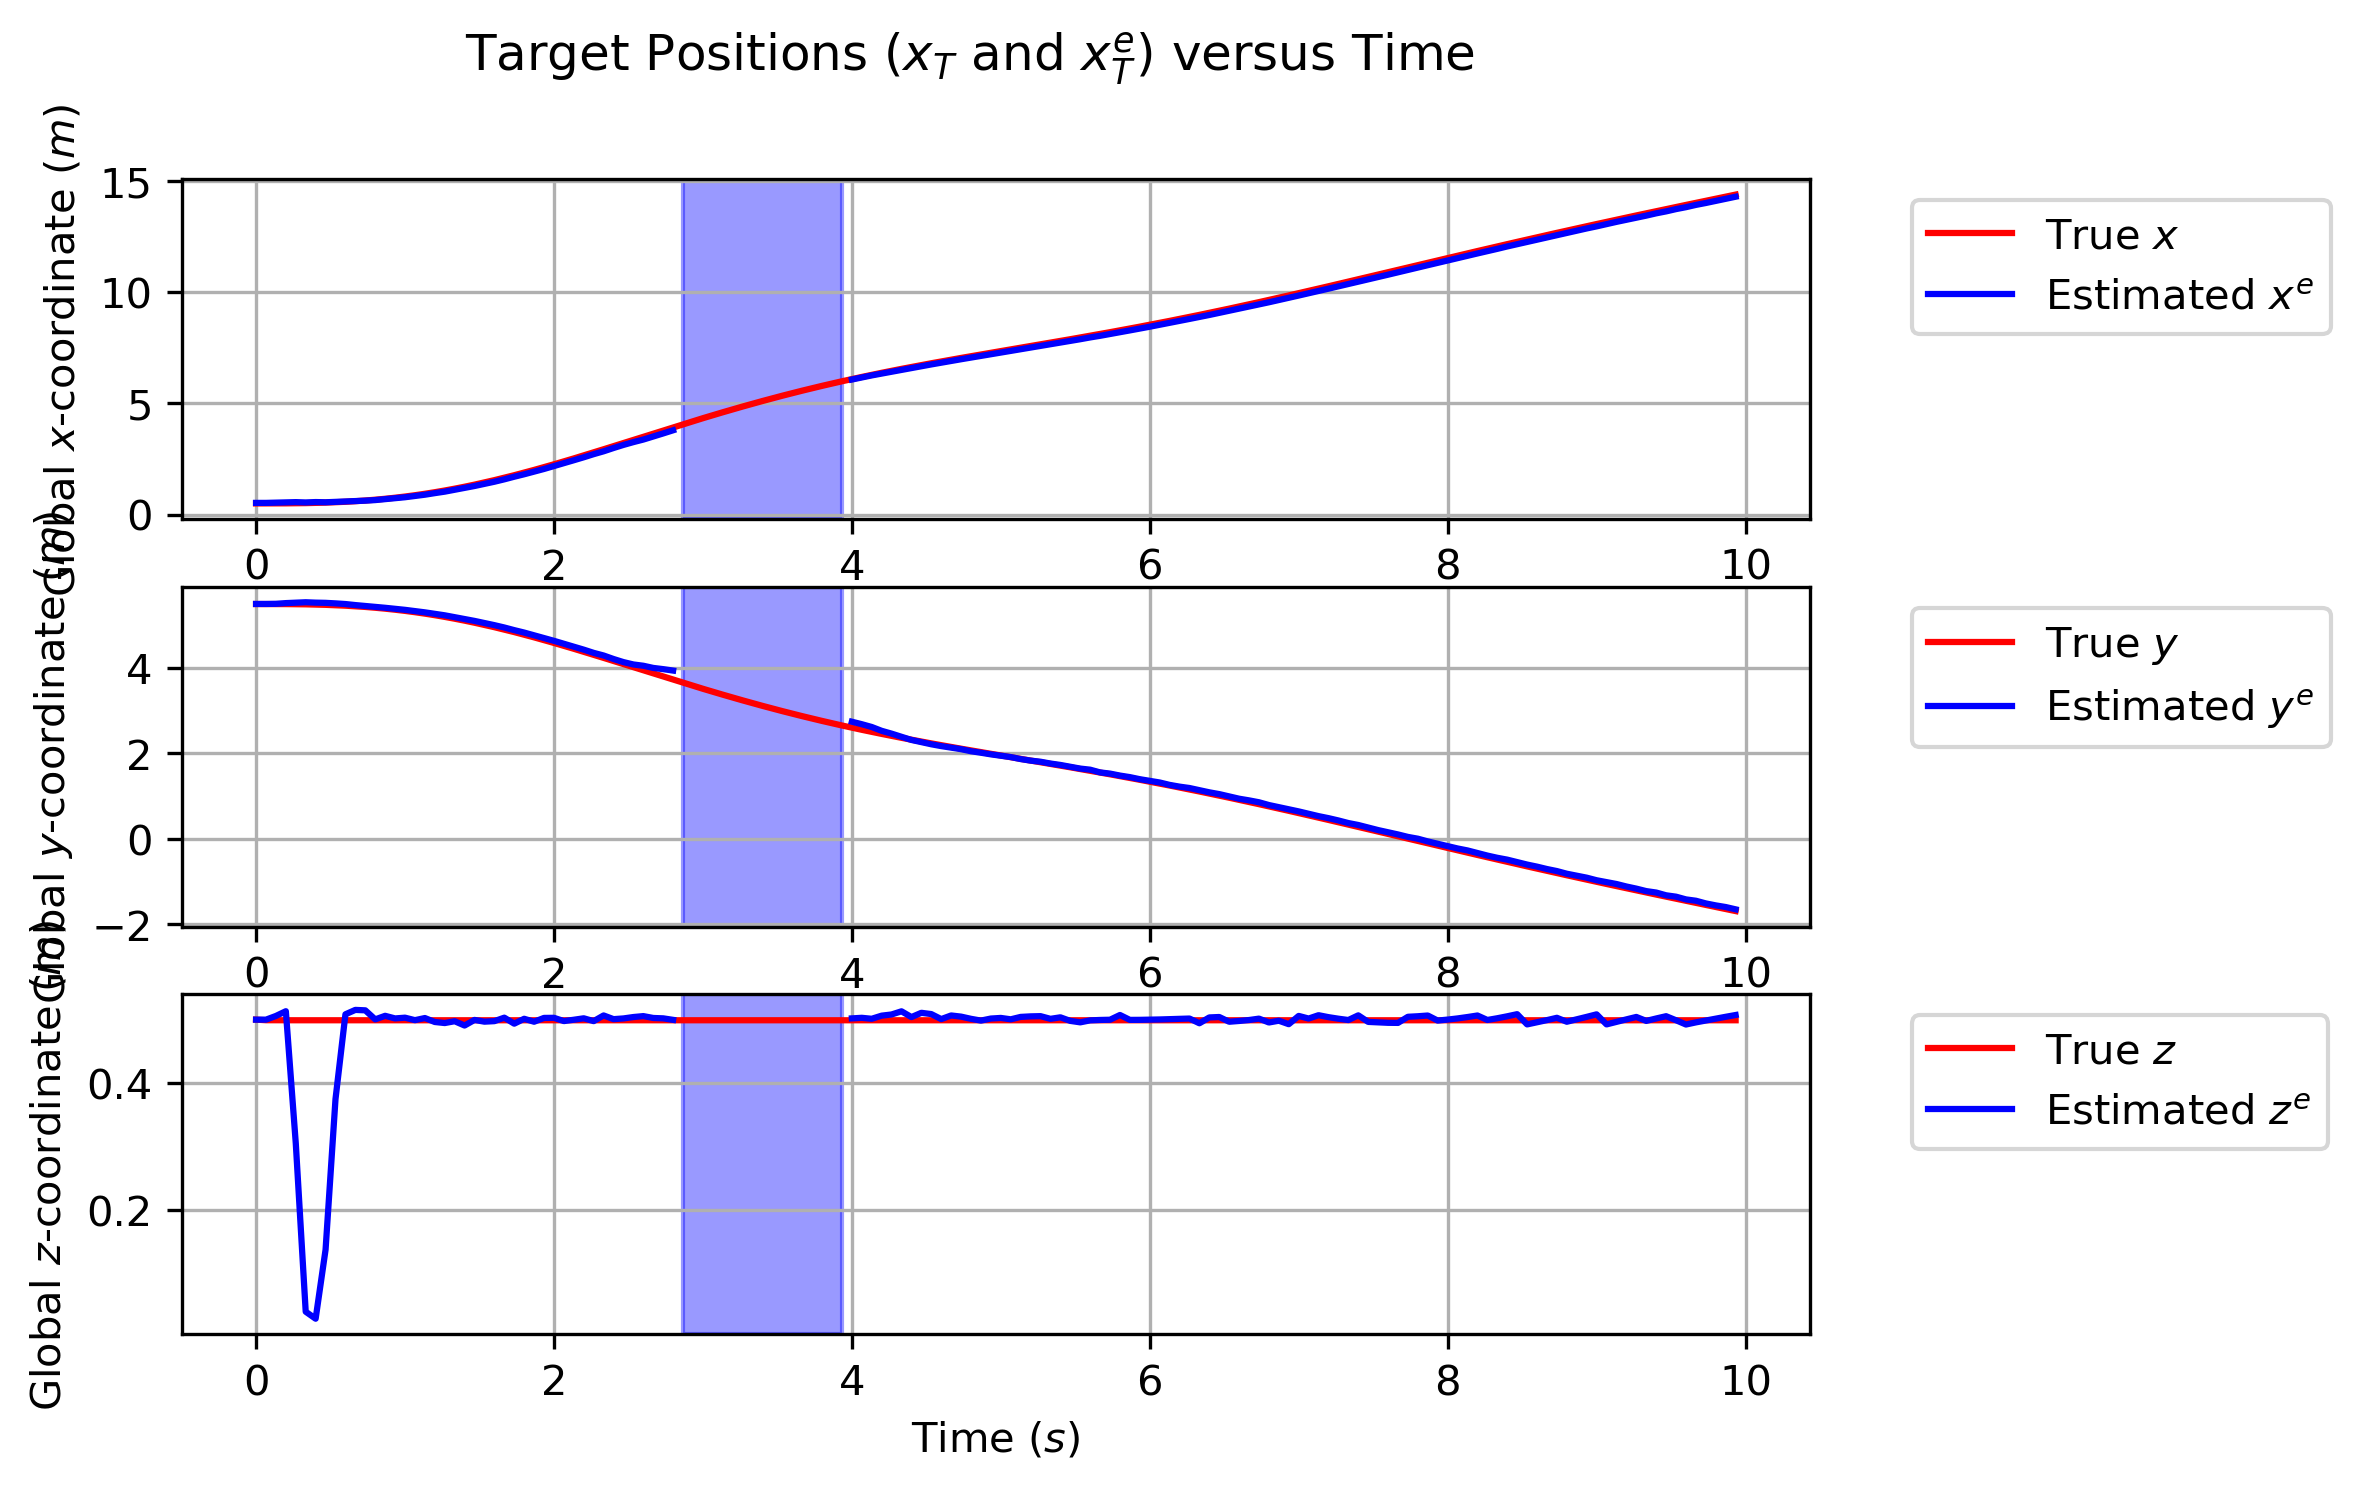 Target Positions (x_T and x_T^e) versus Time
Global x-coordinate (m)
15
10
5
0
0 2 4 6 8 10
True x
Estimated x^e
Global y-coordinate (m)
4
2
0
−2
0 2 4 6 8 10
True y
Estimated y^e
Global z-coordinate (m)
0.4
0.2
0 2 4 6 8 10
True z
Estimated z^e
Time (s)